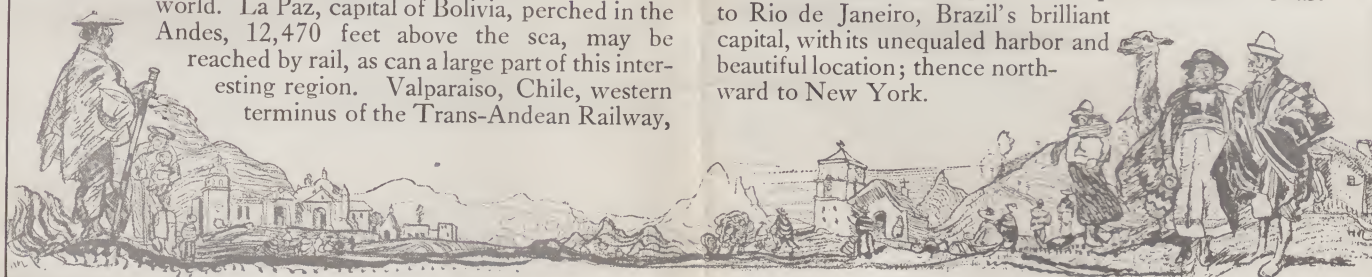 world. La Paz, capital of Bolivia, perched in the
Andes, 12,470 feet above the sea, may be
reached by rail, as can a large part of this inter-
esting region. Valparaiso, Chile, western
terminus of the Trans-Andean Railway,
to Rio de Janeiro, Brazil's brilliant
capital, with its unequaled harbor and
beautiful location; thence north-
ward to New York.